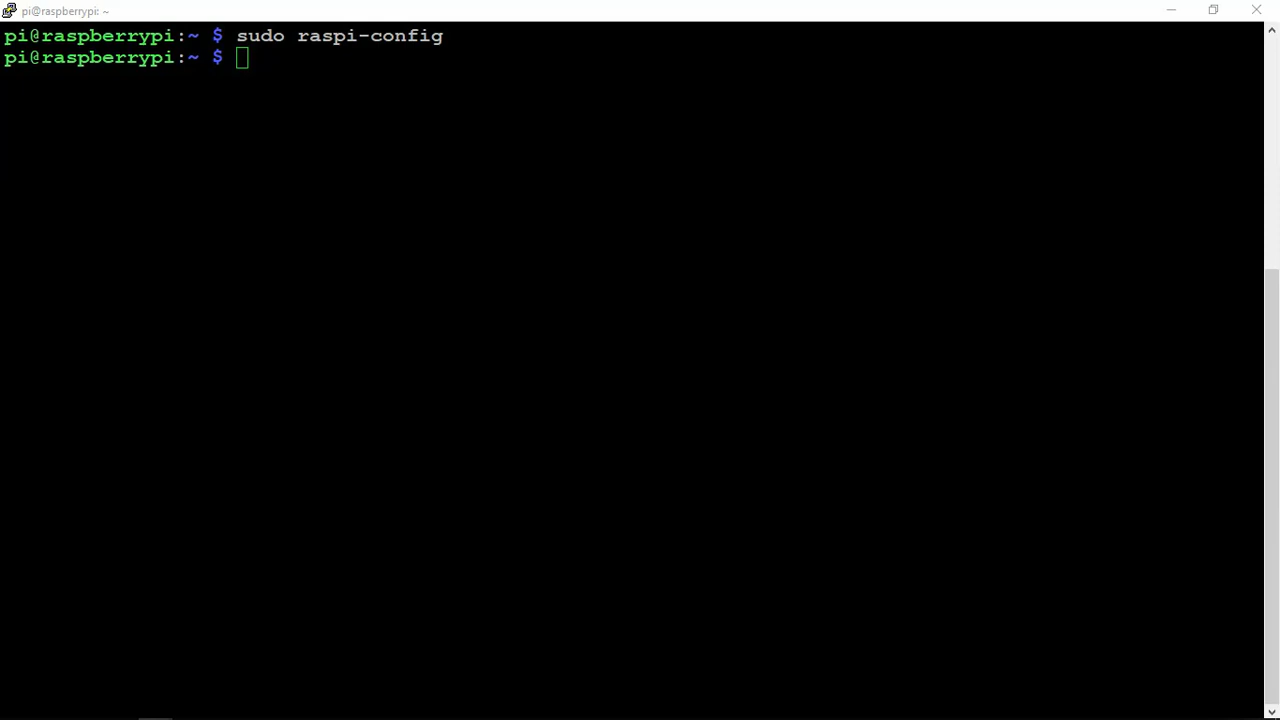 pi@raspberrypi: ~
pi@raspberrypi:~ $ sudo raspi-config
pi@raspberrypi:~ $